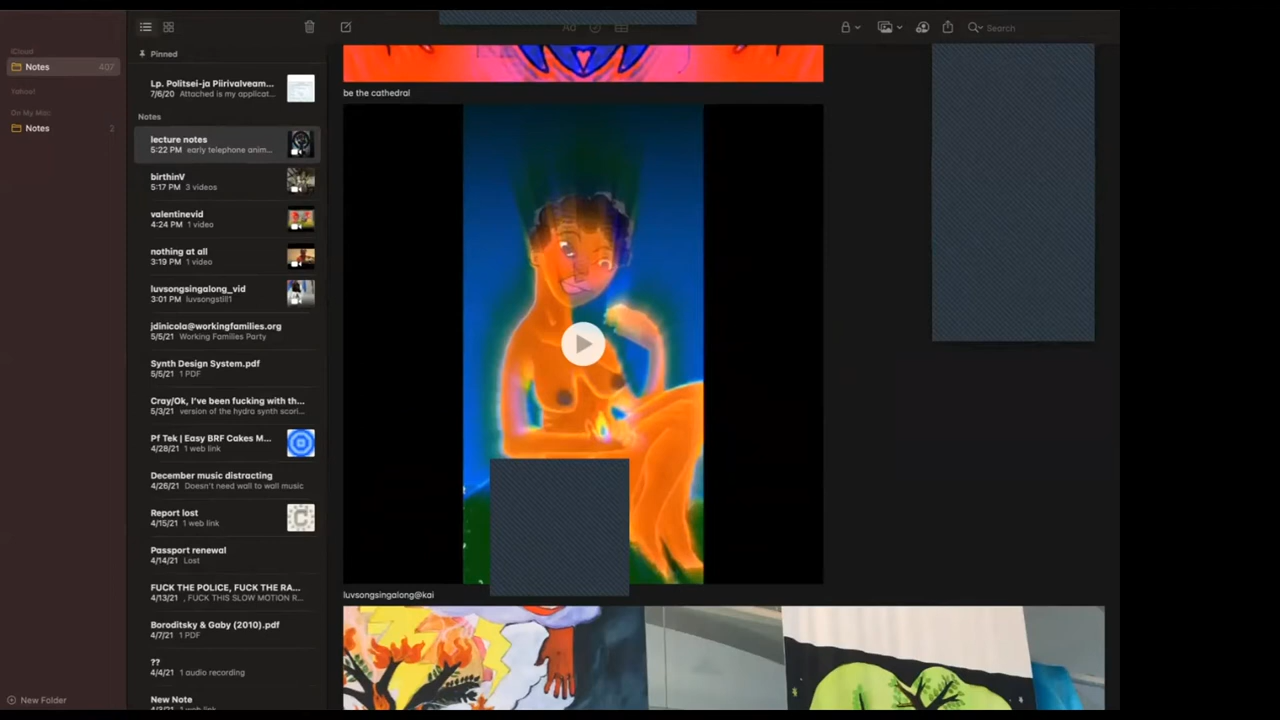 iCloud
Notes 407
Yahoo!
On My Mac
Notes 2
New Folder
Pinned
Lp. Politsei-ja Piirivalveam...
7/6/20 Attached is my applicat...
Notes
lecture notes
5:22 PM early telephone anim...
birthinV
5:17 PM 3 videos
valentinevid
4:24 PM 1 video
nothing at all
3:19 PM 1 video
luvsongsingalong_vid
3:01 PM luvsongstill1
jdinicola@workingfamilies.org
5/5/21 Working Families Party
Synth Design System.pdf
5/5/21 1 PDF
Cray/Ok, I've been fucking with th...
5/3/21 version of the hydra synth scari...
Pf Tek | Easy BRF Cakes M...
4/28/21 1 web link
December music distracting
4/26/21 Doesn't need wall to wall music
Report lost
4/15/21 1 web link
Passport renewal
4/14/21 Lost
FUCK THE POLICE, FUCK THE RA...
4/13/21 , FUCK THIS SLOW MOTION R...
Boroditsky & Gaby (2010).pdf
4/7/21 1 PDF
??
4/4/21 1 audio recording
New Note
1 audio recording
Search
be the cathedral
luvsongsingalong@kai